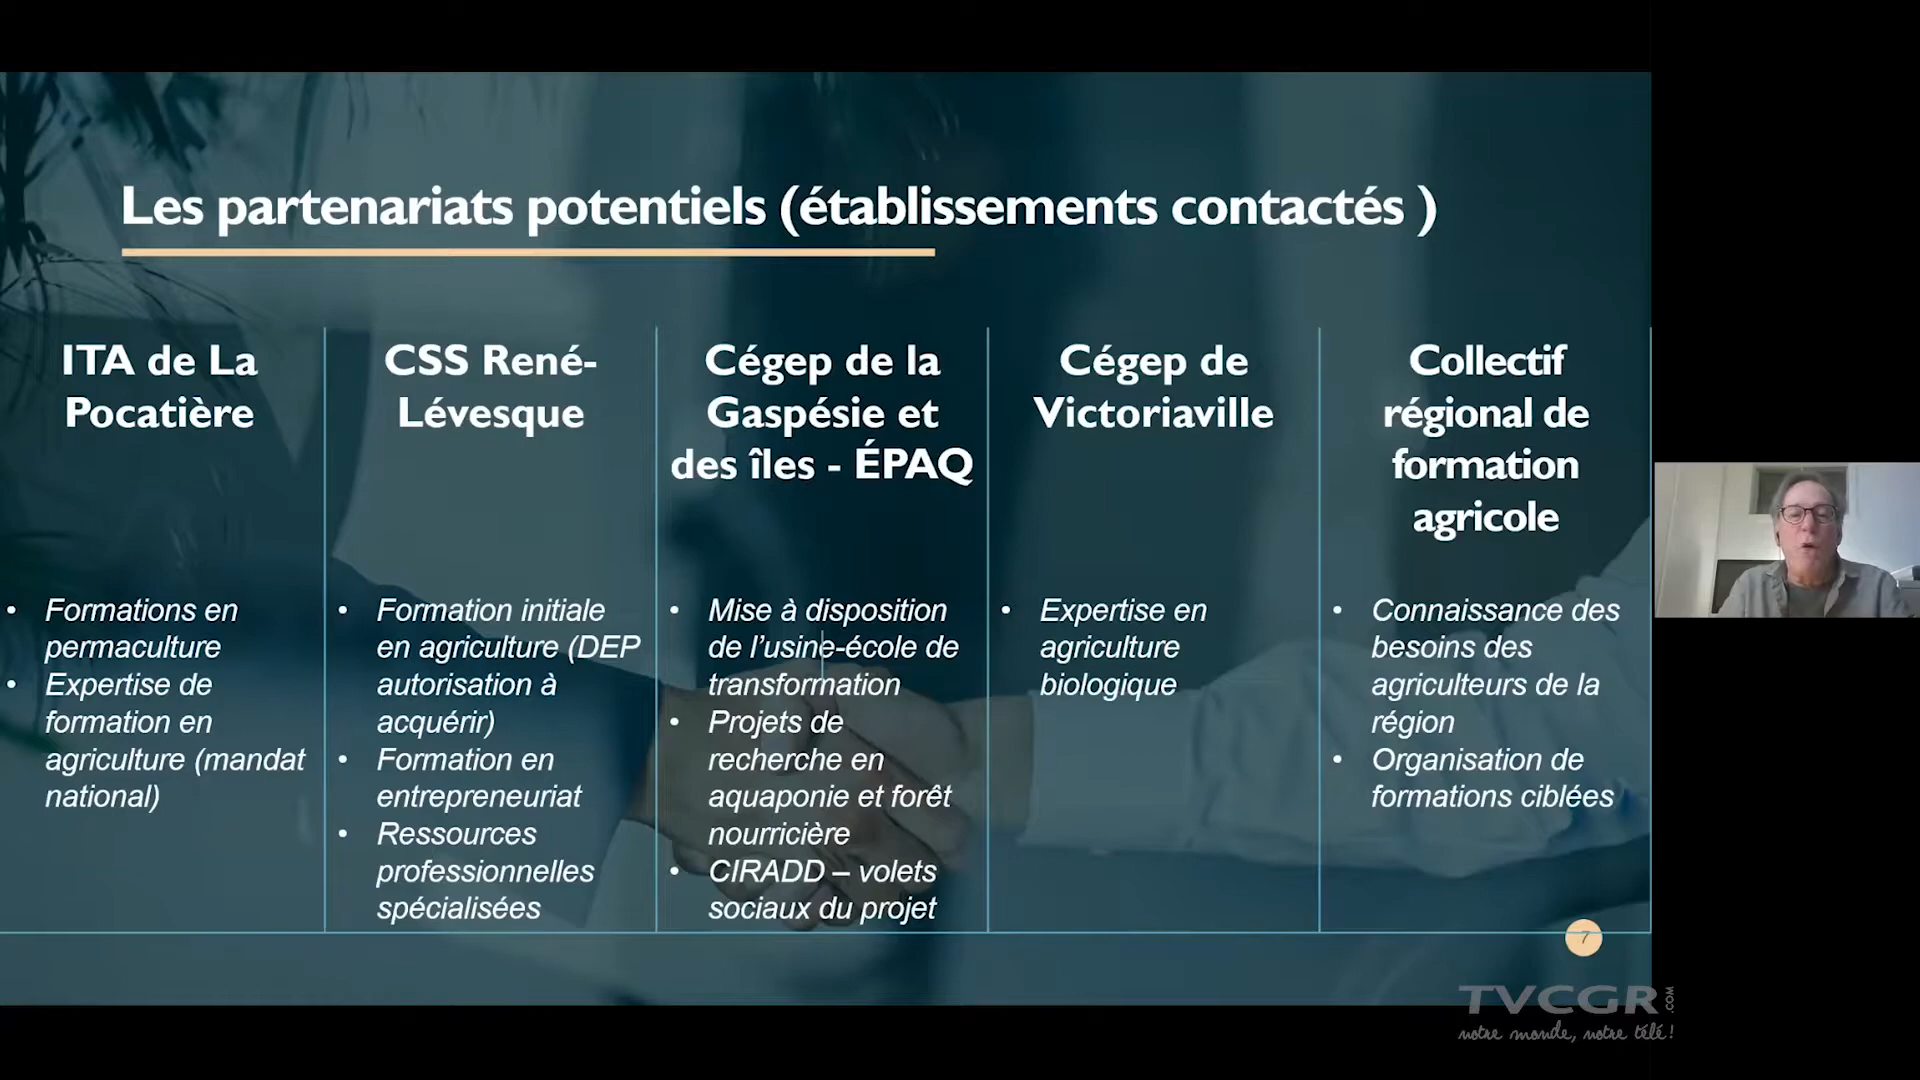 Les partenariats potentiels (établissements contactés )
ITA de La
Pocatière
• Formations en
permaculture
• Expertise de
formation en
agriculture (mandat
national)
CSS René-
Lévesque
• Formation initiale
en agriculture (DEP
autorisation à
acquérir)
• Formation en
entrepreneuriat
• Ressources
professionnelles
spécialisées
Cégep de la
Gaspésie et
des îles - ÉPAQ
• Mise à disposition
de l’usine-école de
transformation
• Projets de
recherche en
aquaponie et forêt
nourricière
• CIRADD – volets
sociaux du projet
Cégep de
Victoriaville
• Expertise en
agriculture
biologique
Collectif
régional de
formation
agricole
• Connaissance des
besoins des
agriculteurs de la
région
• Organisation de
formations ciblées
7
TVCGR.COM
notre monde, notre télé!